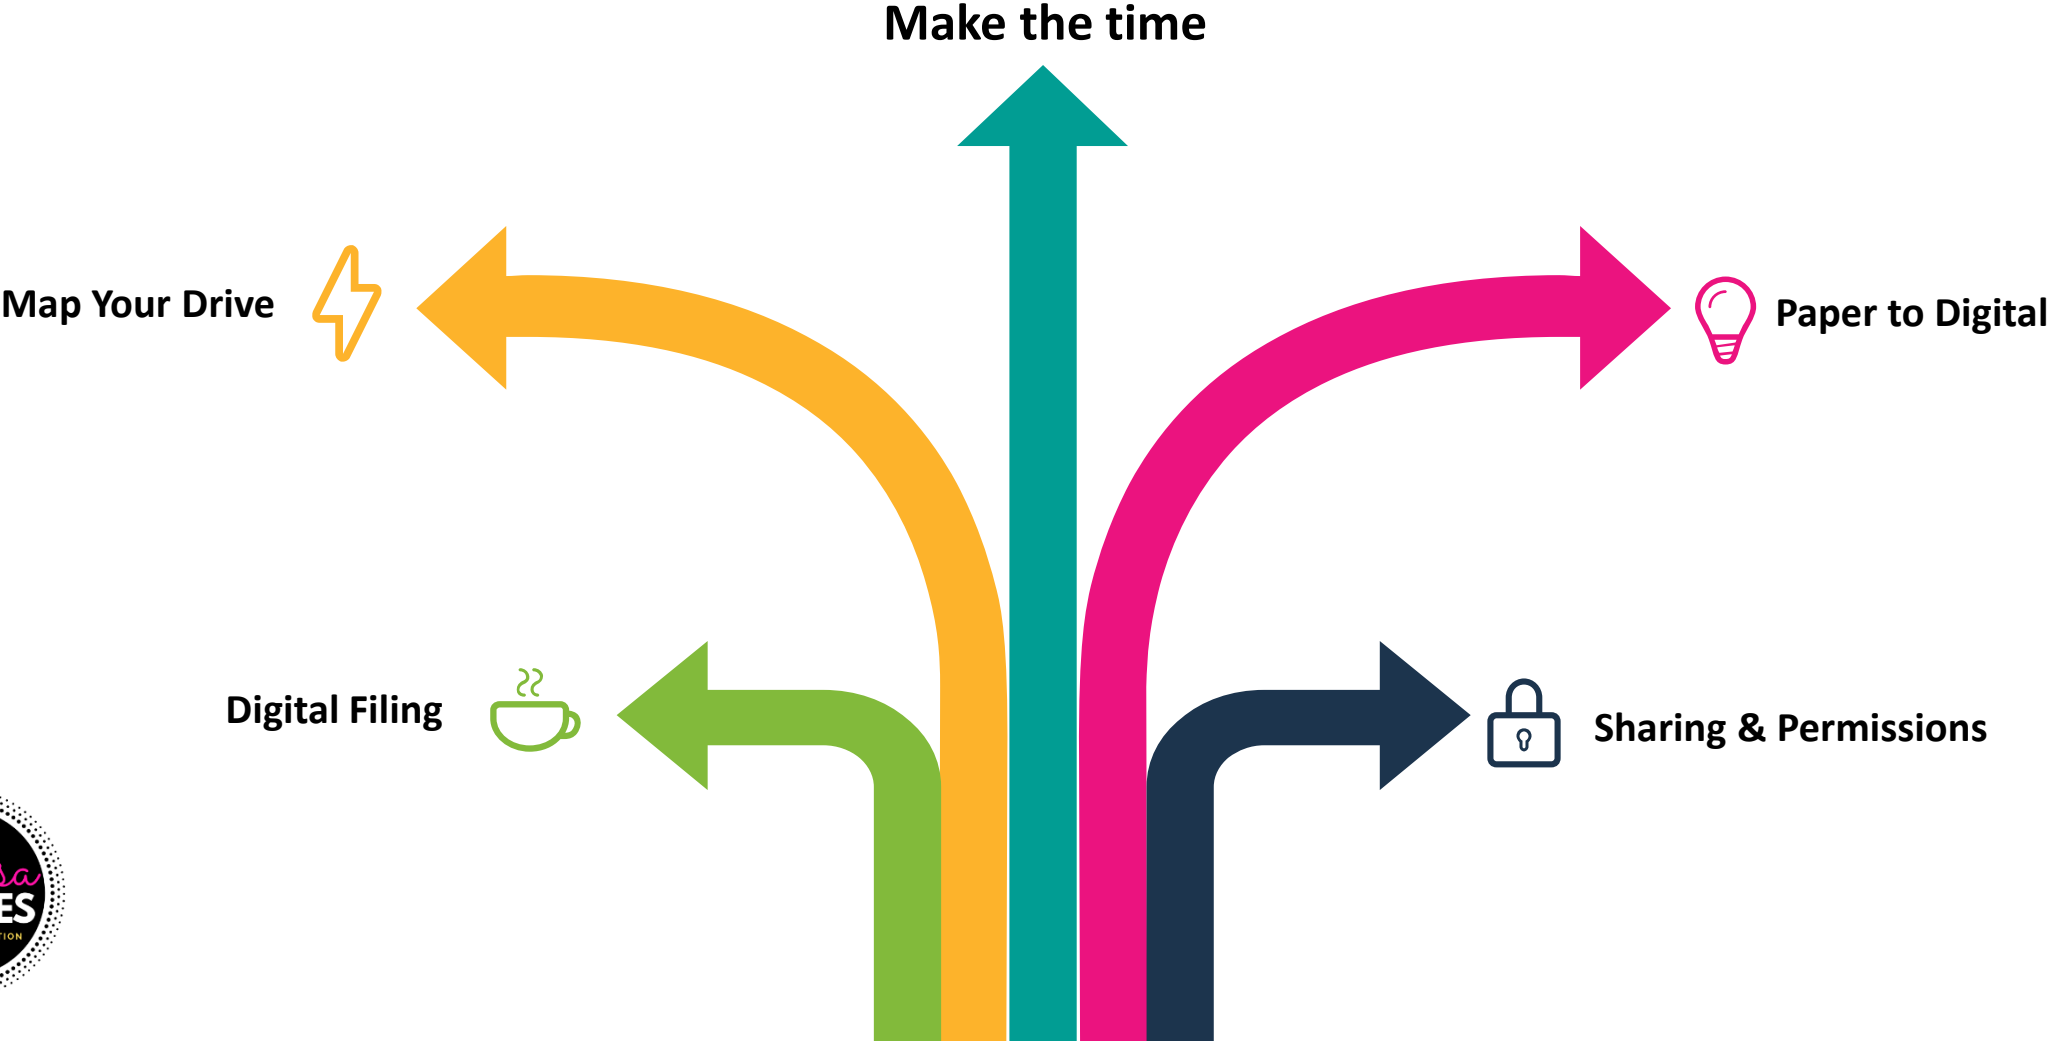 Make the time
Map Your Drive
Paper to Digital
Digital Filing
Sharing & Permissions